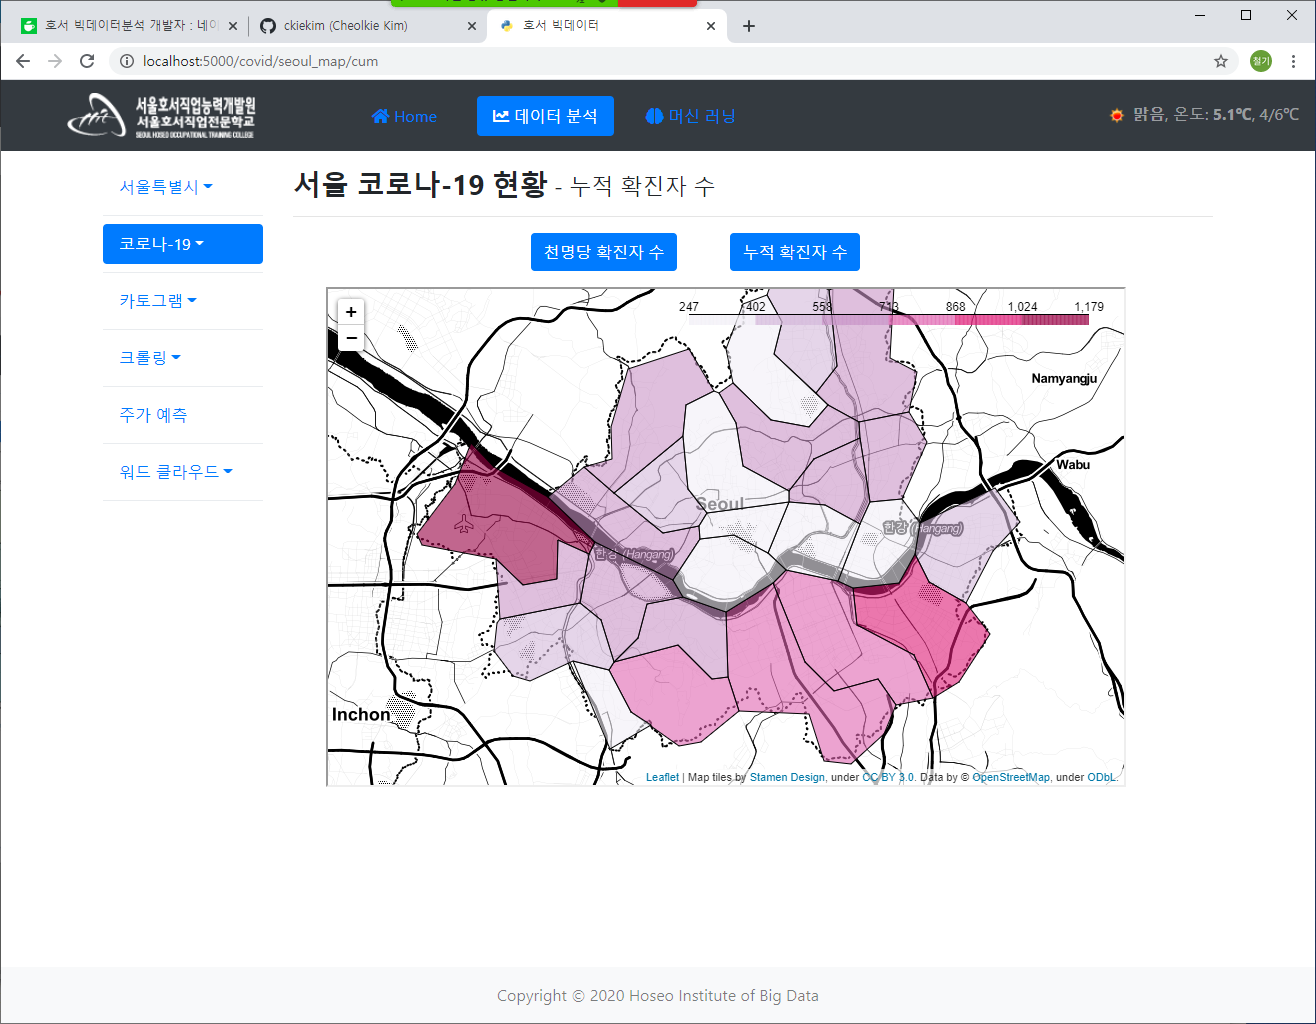 호서 빅데이터분석 개발자 : 네이
ckiekim (Cheolkie Kim)
호서 빅데이터
localhost:5000/covid/seoul_map/cum
철기
서울호서직업능력개발원
서울호서직업전문학교
SEOUL HOSEO OCCUPATIONAL TRAINING COLLEGE
Home
데이터 분석
머신 러닝
맑음, 온도: 5.1℃, 4/6℃
서울특별시
코로나-19
카토그램
크롤링
주가 예측
워드 클라우드
서울 코로나-19 현황 - 누적 확진자 수
천명당 확진자 수
누적 확진자 수
+
−
247 402 558 713 868 1,024 1,179
Namyangju
Wabu
Seoul
한강 (Hangang)
한강 (Hangang)
Inchon
Leaflet | Map tiles by Stamen Design, under CC BY 3.0. Data by © OpenStreetMap, under ODbL.
Copyright © 2020 Hoseo Institute of Big Data